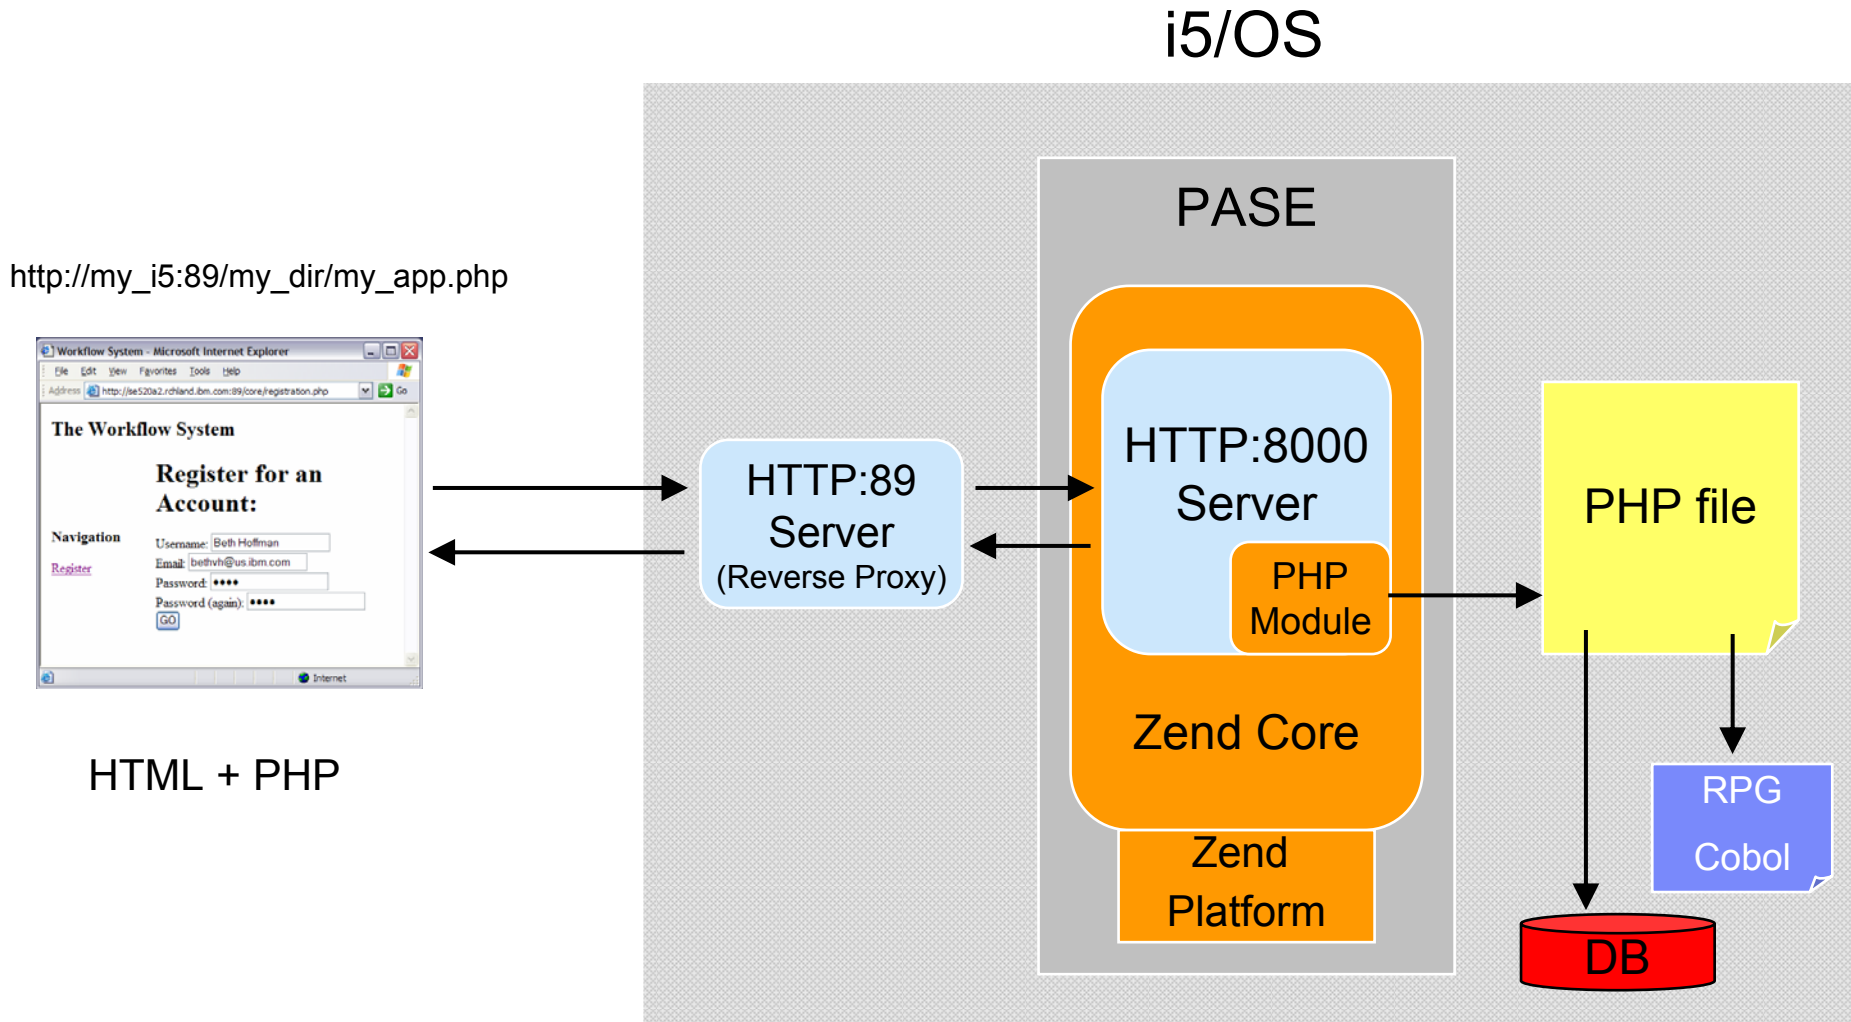 i5/OS
PASE
http://my_i5:89/my_dir/my_app.php
Workflow System - Microsoft Internet Explorer
File Edit View Favorites Tools Help
Address http://se520a2.rchland.ibm.com:89/core/registration.php Go
The Workflow System
Register for an
Account:
Navigation
Register
Username: Beth Hoffman
Email: bethvh@us.ibm.com
Password: ●●●●
Password (again): ●●●●
GO
Internet
HTML + PHP
HTTP:89
Server
(Reverse Proxy)
HTTP:8000
Server
PHP
Module
Zend Core
Zend
Platform
PHP file
RPG
Cobol
DB